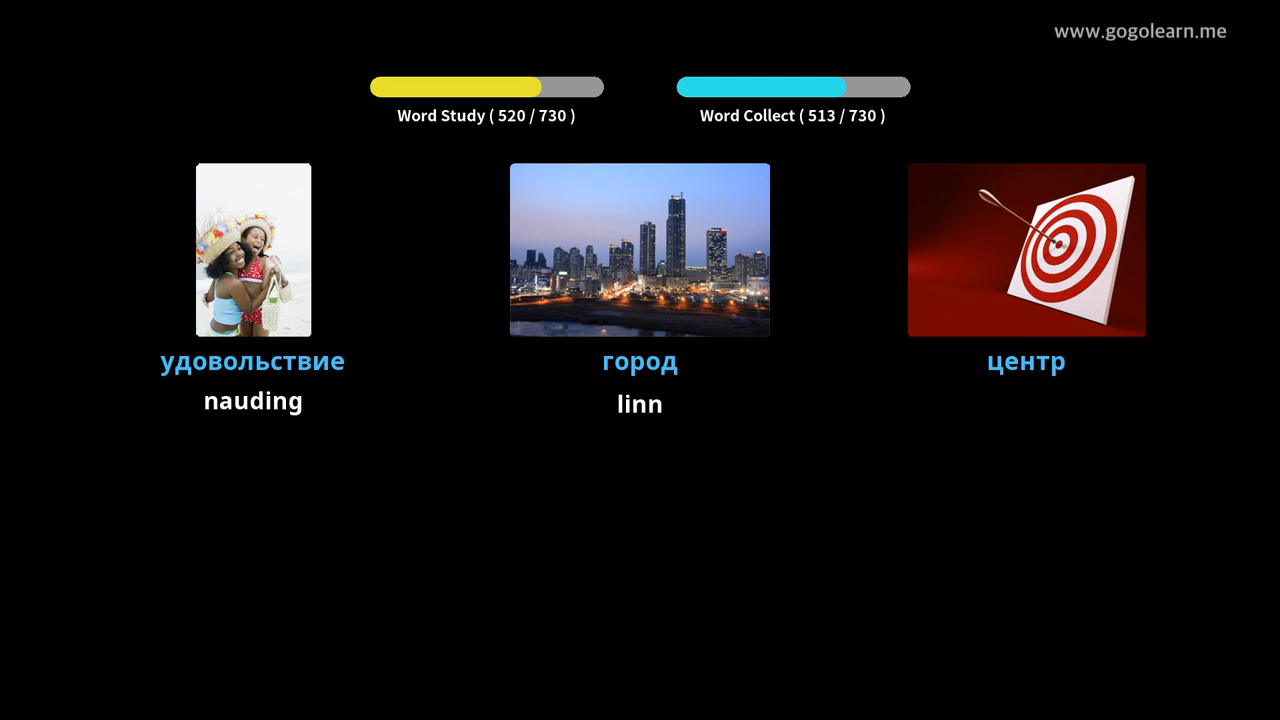 www.gogolearn.me
Word Study ( 520 / 730 )
Word Collect ( 513 / 730 )
удовольствие
город
центр
nauding
linn